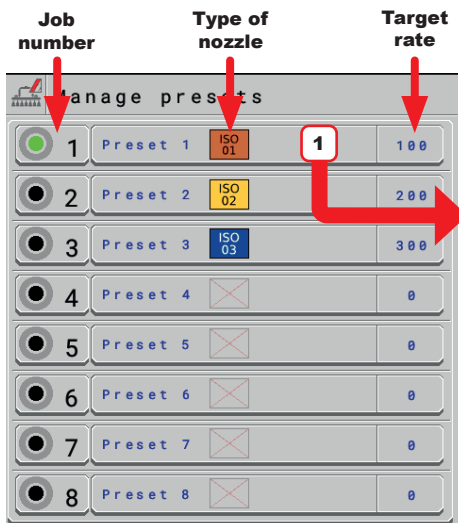 Job number
Type of nozzle
Target rate
Manage presets
1 Preset 1 ISO 01 1 100
2 Preset 2 ISO 02 200
3 Preset 3 ISO 03 300
4 Preset 4 0
5 Preset 5 0
6 Preset 6 0
7 Preset 7 0
8 Preset 8 0